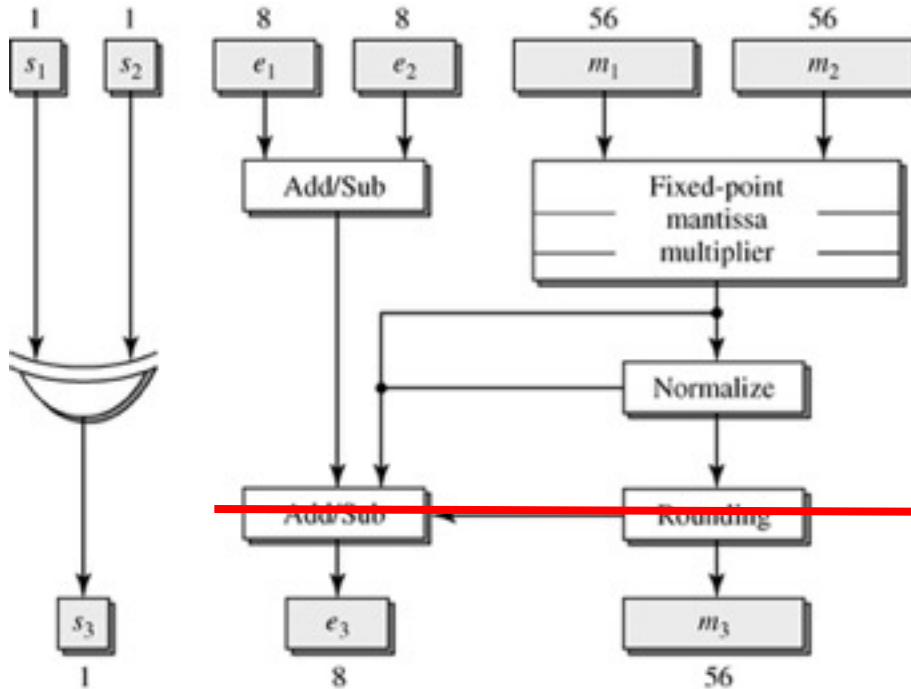 1 1 8 8 56 56
s1 s2 e1 e2 m1 m2
Add/Sub
Fixed-point
mantissa
multiplier
Normalize
Add/Sub Rounding
s3 e3 m3
1 8 56